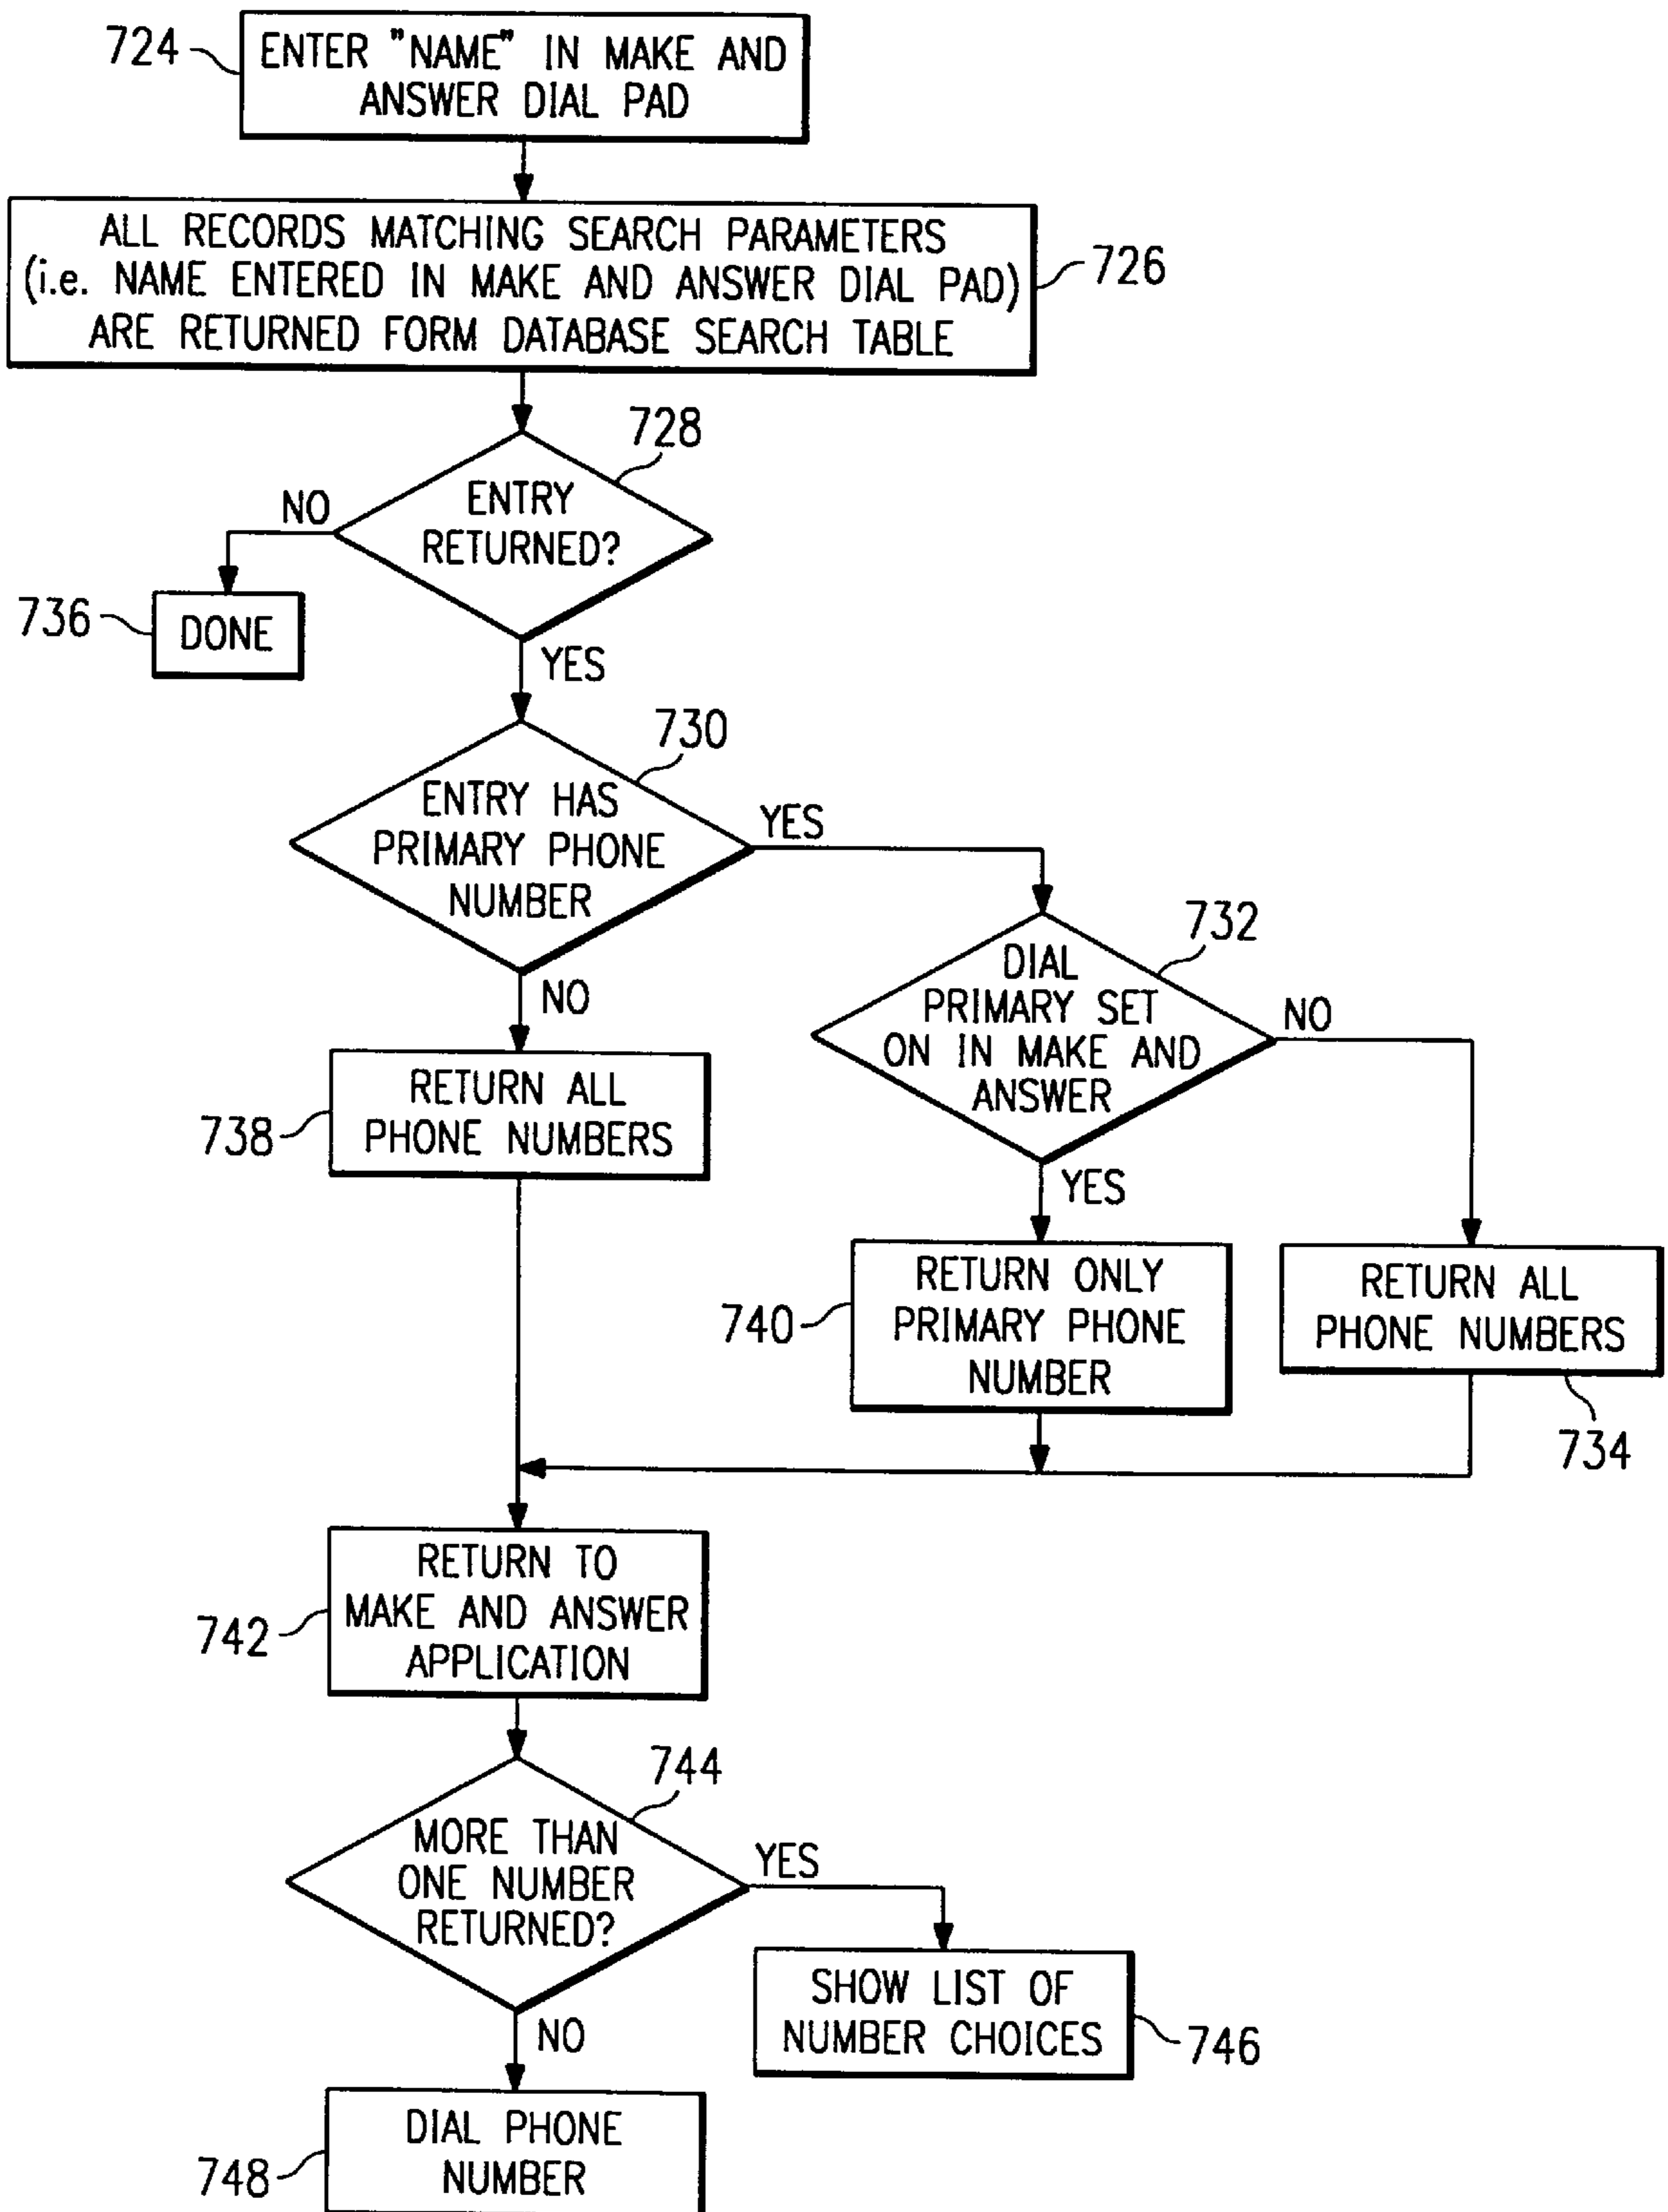 724
ENTER "NAME" IN MAKE AND
ANSWER DIAL PAD
ALL RECORDS MATCHING SEARCH PARAMETERS
(i.e. NAME ENTERED IN MAKE AND ANSWER DIAL PAD)
ARE RETURNED FORM DATABASE SEARCH TABLE
726
728
ENTRY
RETURNED?
NO
736
DONE
YES
730
ENTRY HAS
PRIMARY PHONE
NUMBER
YES
732
DIAL
PRIMARY SET
ON IN MAKE AND
ANSWER
NO
NO
738
RETURN ALL
PHONE NUMBERS
YES
740
RETURN ONLY
PRIMARY PHONE
NUMBER
RETURN ALL
PHONE NUMBERS
734
742
RETURN TO
MAKE AND ANSWER
APPLICATION
744
MORE THAN
ONE NUMBER
RETURNED?
YES
SHOW LIST OF
NUMBER CHOICES
746
NO
748
DIAL PHONE
NUMBER